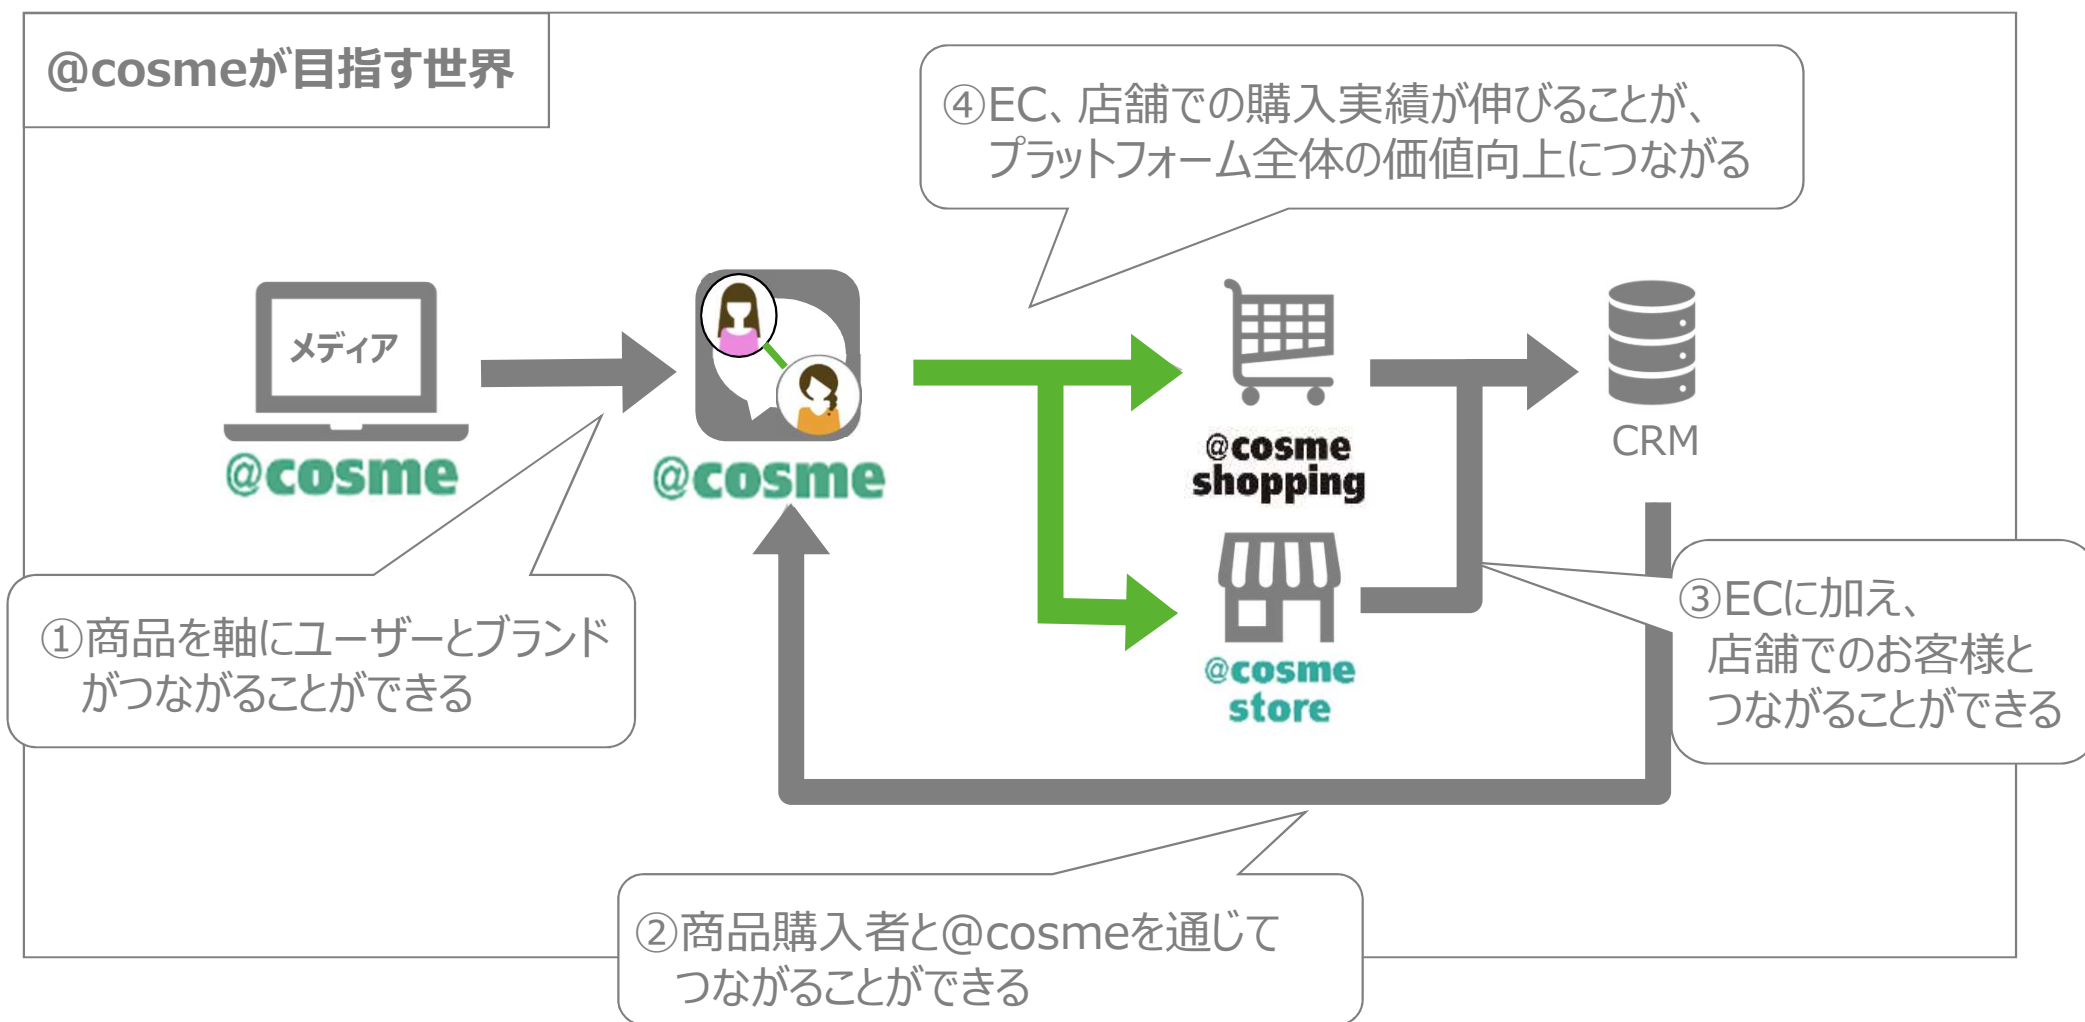 @cosmeが目指す世界
④EC、店舗での購入実績が伸びることが、
プラットフォーム全体の価値向上につながる
メディア
@cosme
@cosme
@cosme
shopping
CRM
@cosme
store
①商品を軸にユーザーとブランド
がつながることができる
③ECに加え、
店舗でのお客様と
つながることができる
②商品購入者と@cosmeを通じて
つながることができる